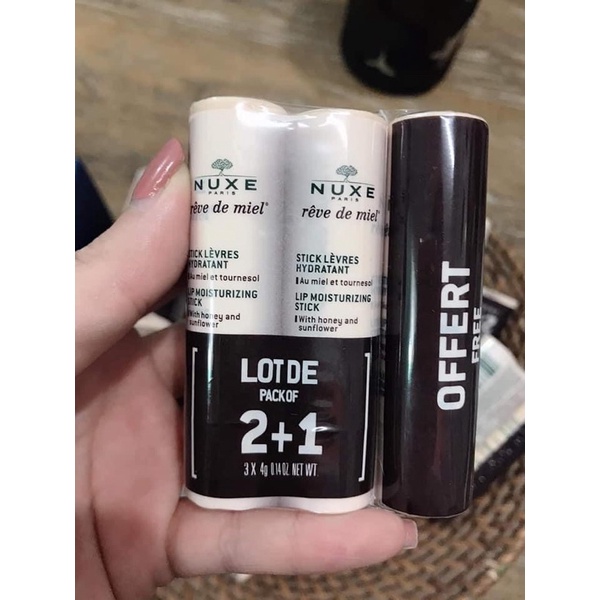 NUXE
PARIS
rêve de miel®
STICK LÈVRES
HYDRATANT
Au miel et tournesol
LIP MOISTURIZING
STICK
With honey and
sunflower
NUXE
PARIS
rêve de miel®
STICK LÈVRES
HYDRATANT
Au miel et tournesol
LIP MOISTURIZING
STICK
With honey and
sunflower
LOT DE
PACK OF
2+1
3 X 4g 0.14 OZ. NET WT.
OFFERT
FREE